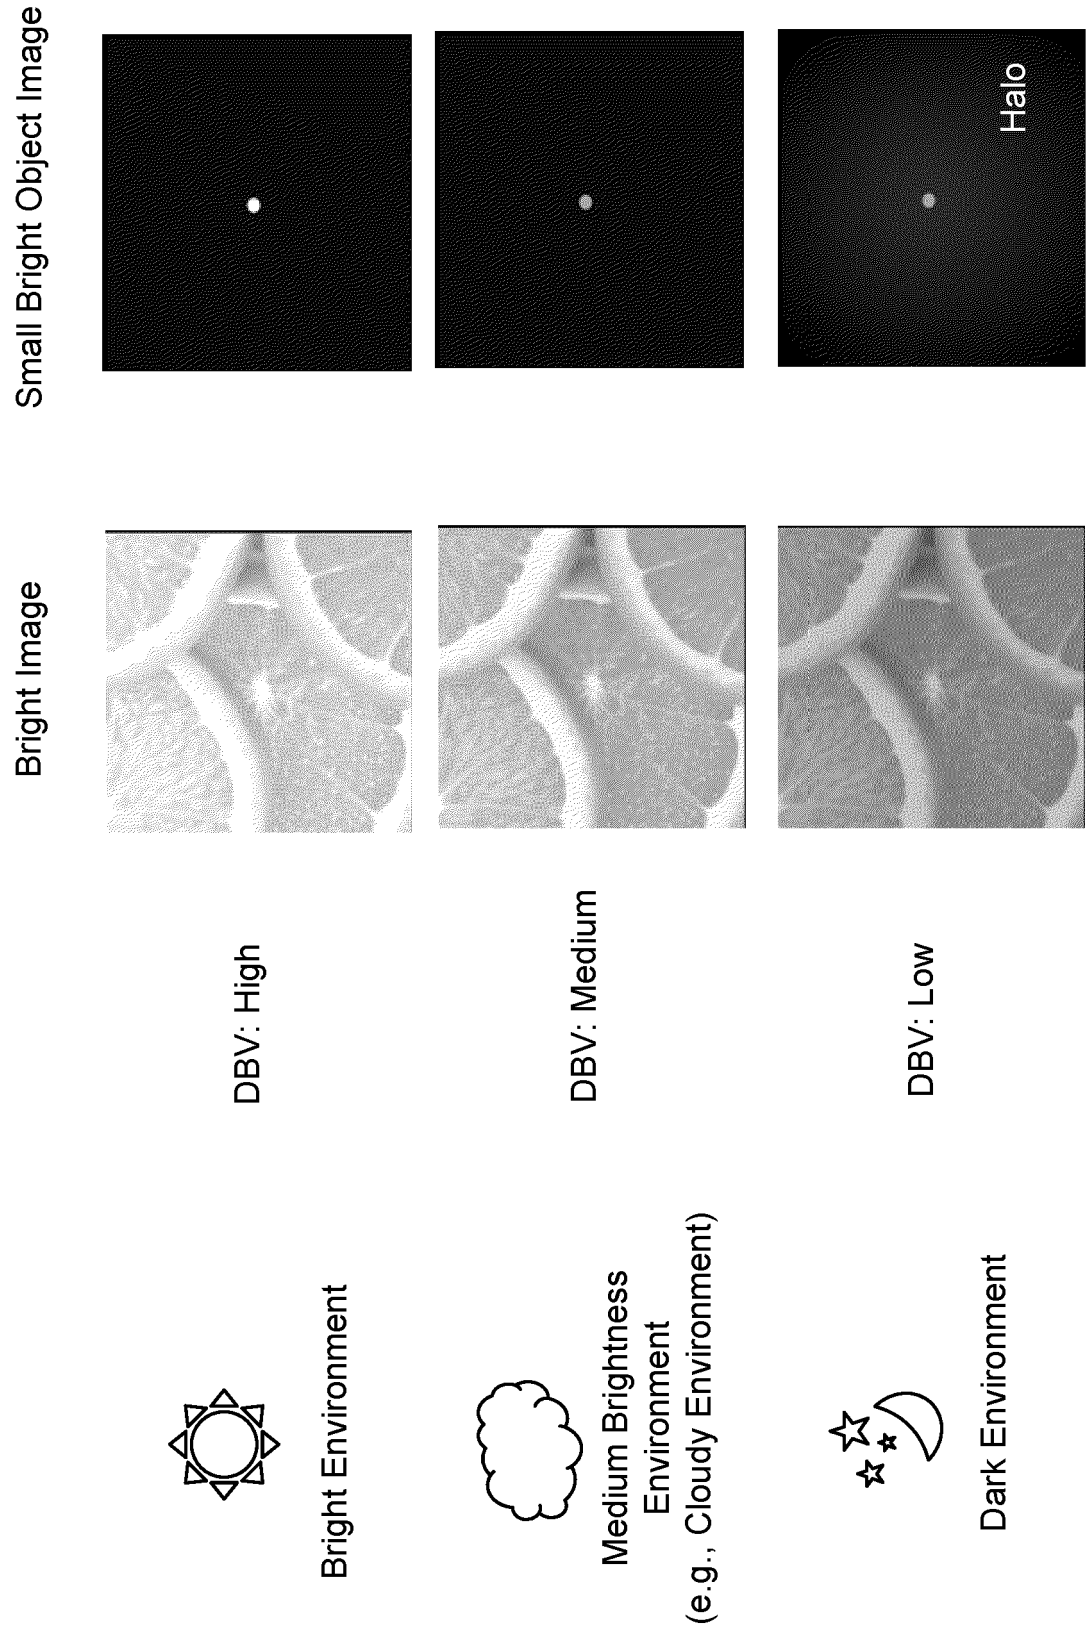 Bright Image
Small Bright Object Image
Bright Environment
DBV: High
Medium Brightness
Environment
(e.g., Cloudy Environment)
DBV: Medium
Dark Environment
DBV: Low
Halo